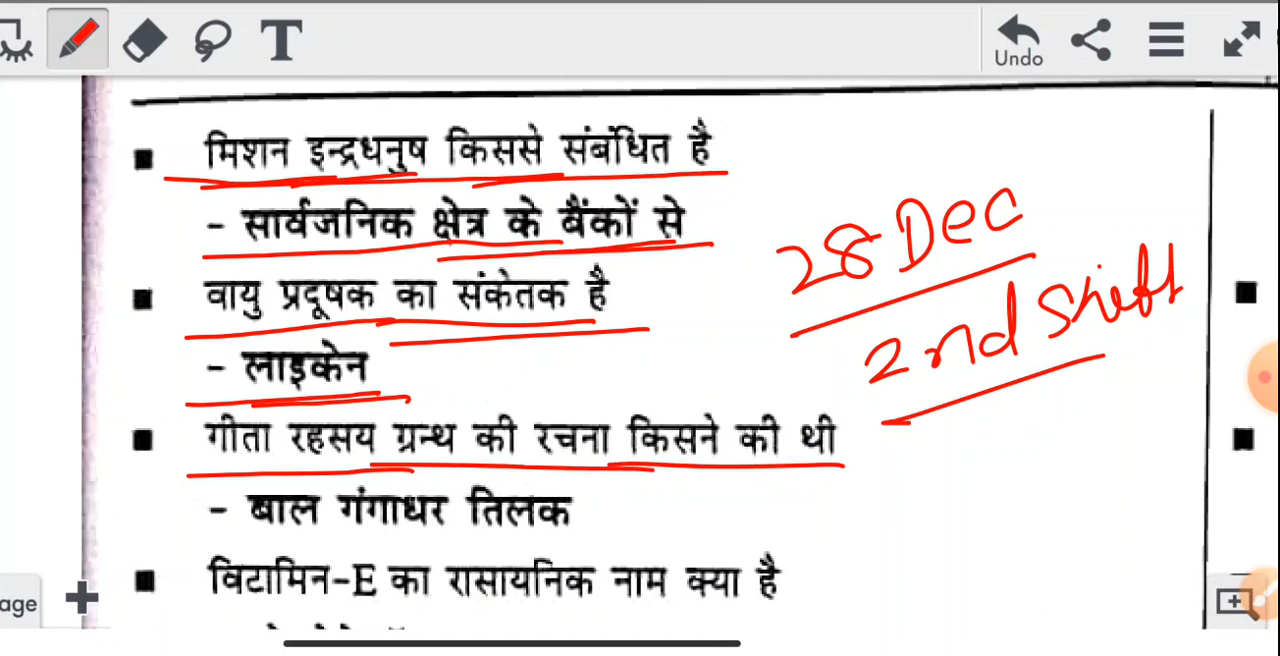 T
Undo
मिशन इन्द्रधनुष किससे संबंधित है
- सार्वजनिक क्षेत्र के बैंकों से
वायु प्रदूषक का संकेतक है
- लाइकेन
गीता रहसय ग्रन्थ की रचना किसने की थी
- बाल गंगाधर तिलक
विटामिन-E का रासायनिक नाम क्या है
28 Dec
2nd Shift
age